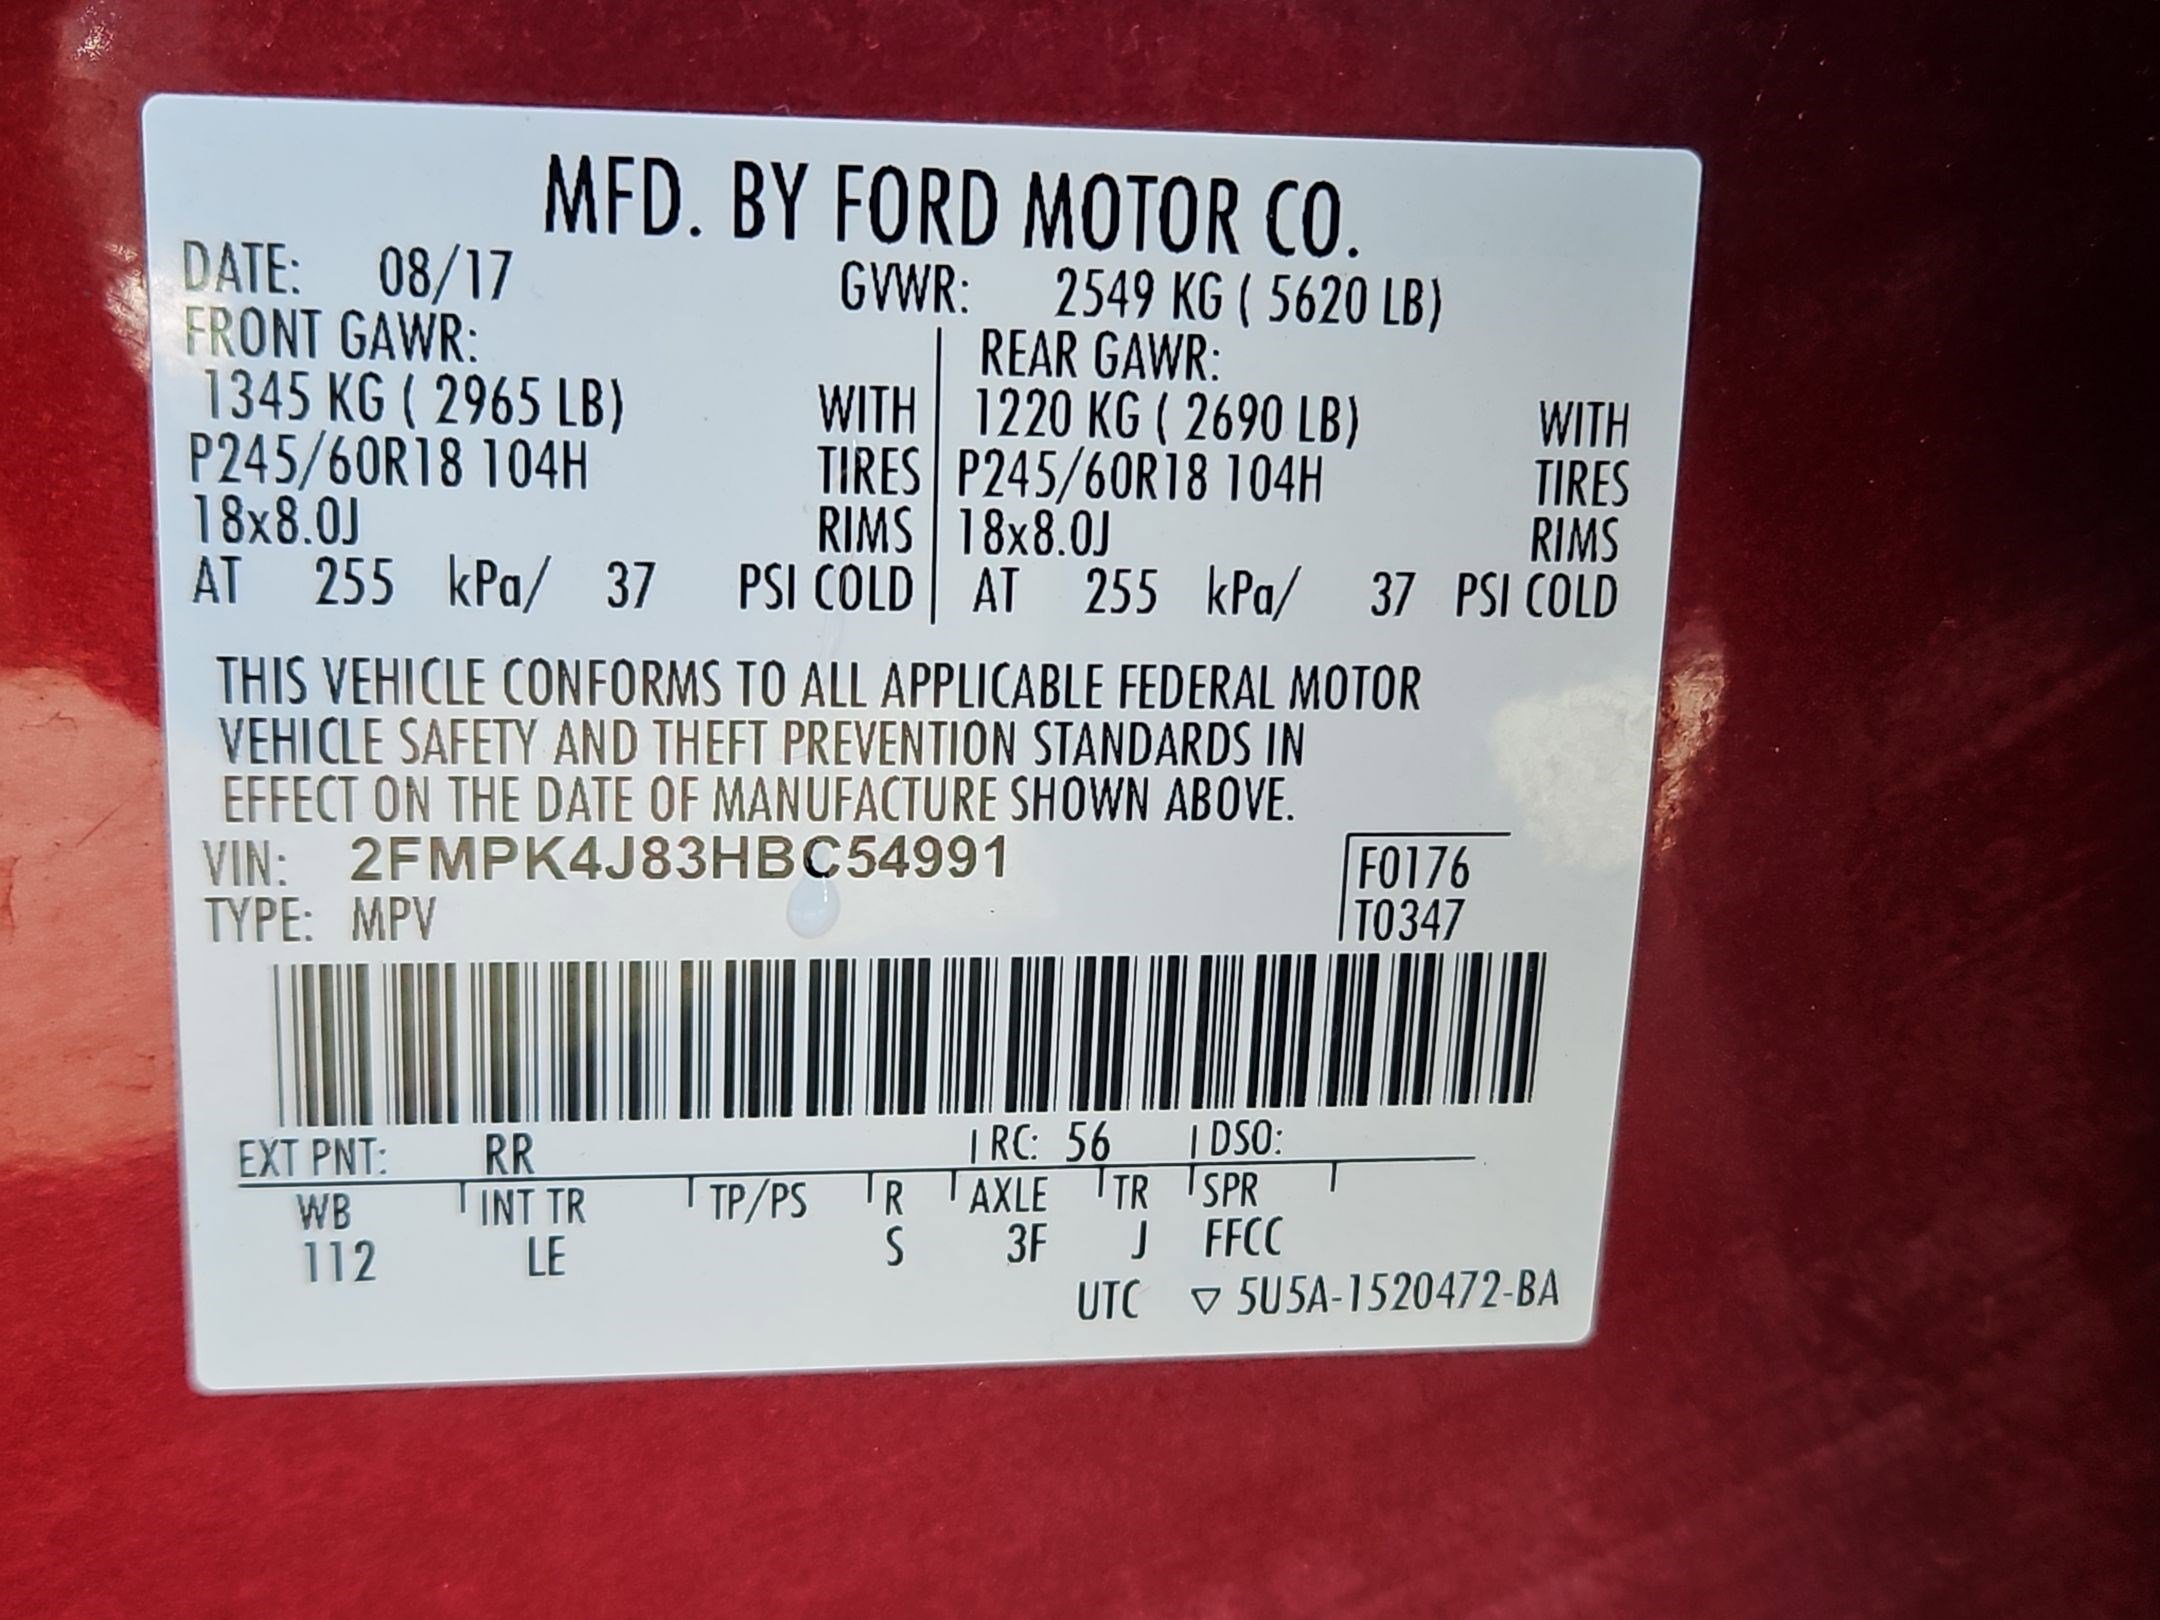 MFD. BY FORD MOTOR CO.
DATE: 08/17 GVWR: 2549 KG ( 5620 LB)
FRONT GAWR: REAR GAWR:
1345 KG ( 2965 LB) WITH 1220 KG ( 2690 LB) WITH
P245/60R18 104H TIRES P245/60R18 104H TIRES
18x8.0J RIMS 18x8.0J RIMS
AT 255 kPa/ 37 PSI COLD AT 255 kPa/ 37 PSI COLD
THIS VEHICLE CONFORMS TO ALL APPLICABLE FEDERAL MOTOR
VEHICLE SAFETY AND THEFT PREVENTION STANDARDS IN
EFFECT ON THE DATE OF MANUFACTURE SHOWN ABOVE.
VIN: 2FMPK4J83HBC54991 F0176
TYPE: MPV T0347
EXT PNT: RR RC: 56 DSO:
WB INT TR TP/PS R AXLE TR SPR
112 LE S 3F J FFCC
UTC ▽ 5U5A-1520472-BA